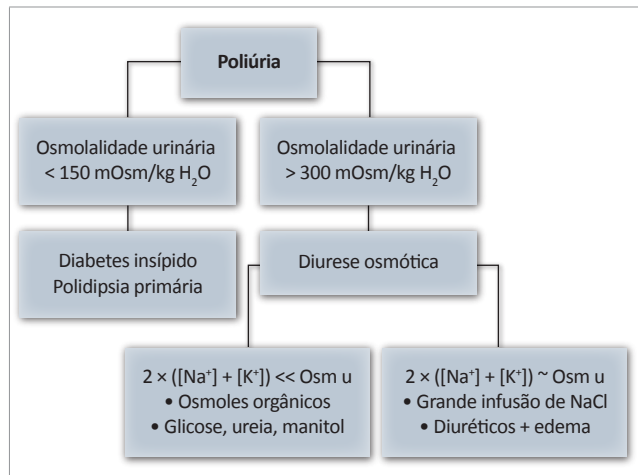 Poliúria
Osmolalidade urinária
< 150 mOsm/kg H₂O
Osmolalidade urinária
> 300 mOsm/kg H₂O
Diabetes insípido
Polidipsia primária
Diurese osmótica
2 × ([Na⁺] + [K⁺]) << Osm u
• Osmoles orgânicos
• Glicose, ureia, manitol
2 × ([Na⁺] + [K⁺]) ~ Osm u
• Grande infusão de NaCl
• Diuréticos + edema